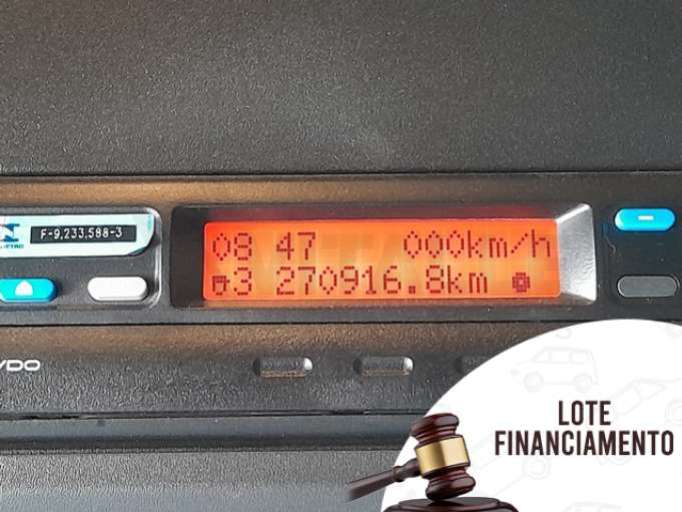 F-9.233.588-3
08 47 000km/h
3 270916.8km
VDO
LOTE
FINANCIAMENTO